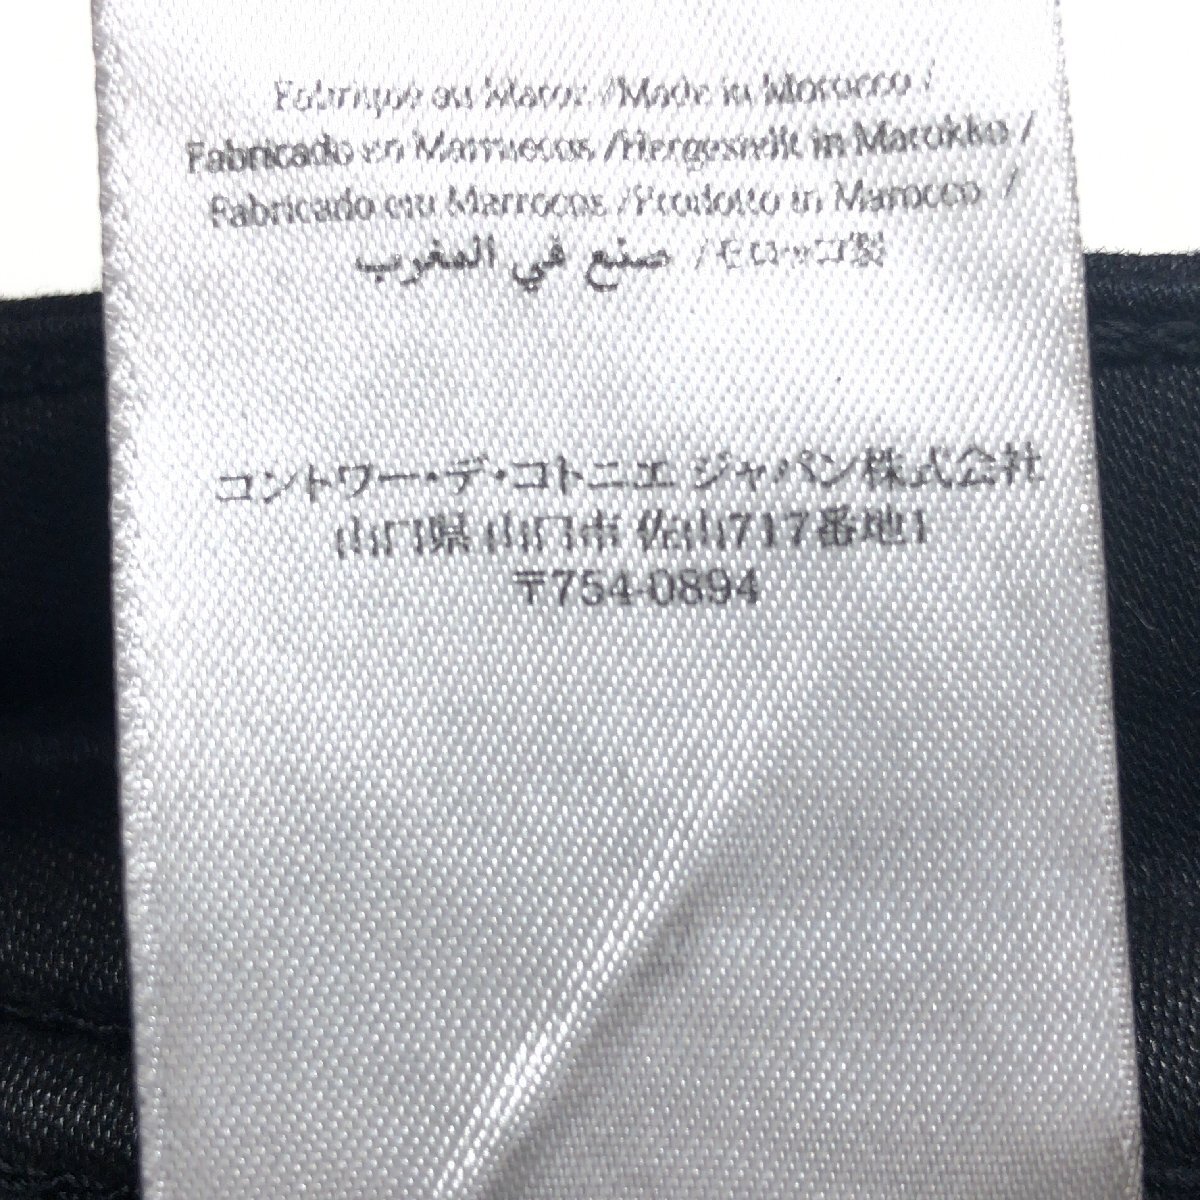 Fabriqué au Maroc /Made in Morocco /
Fabricado en Marruecos /Hergestellt in Marokko /
Fabricado em Marrocos /Prodotto in Marocco /
صنع في المغرب / モロッコ製
コントワー・デ・コトニエ ジャパン株式会社
山口県 山口市 佐山717番地1
〒754-0894